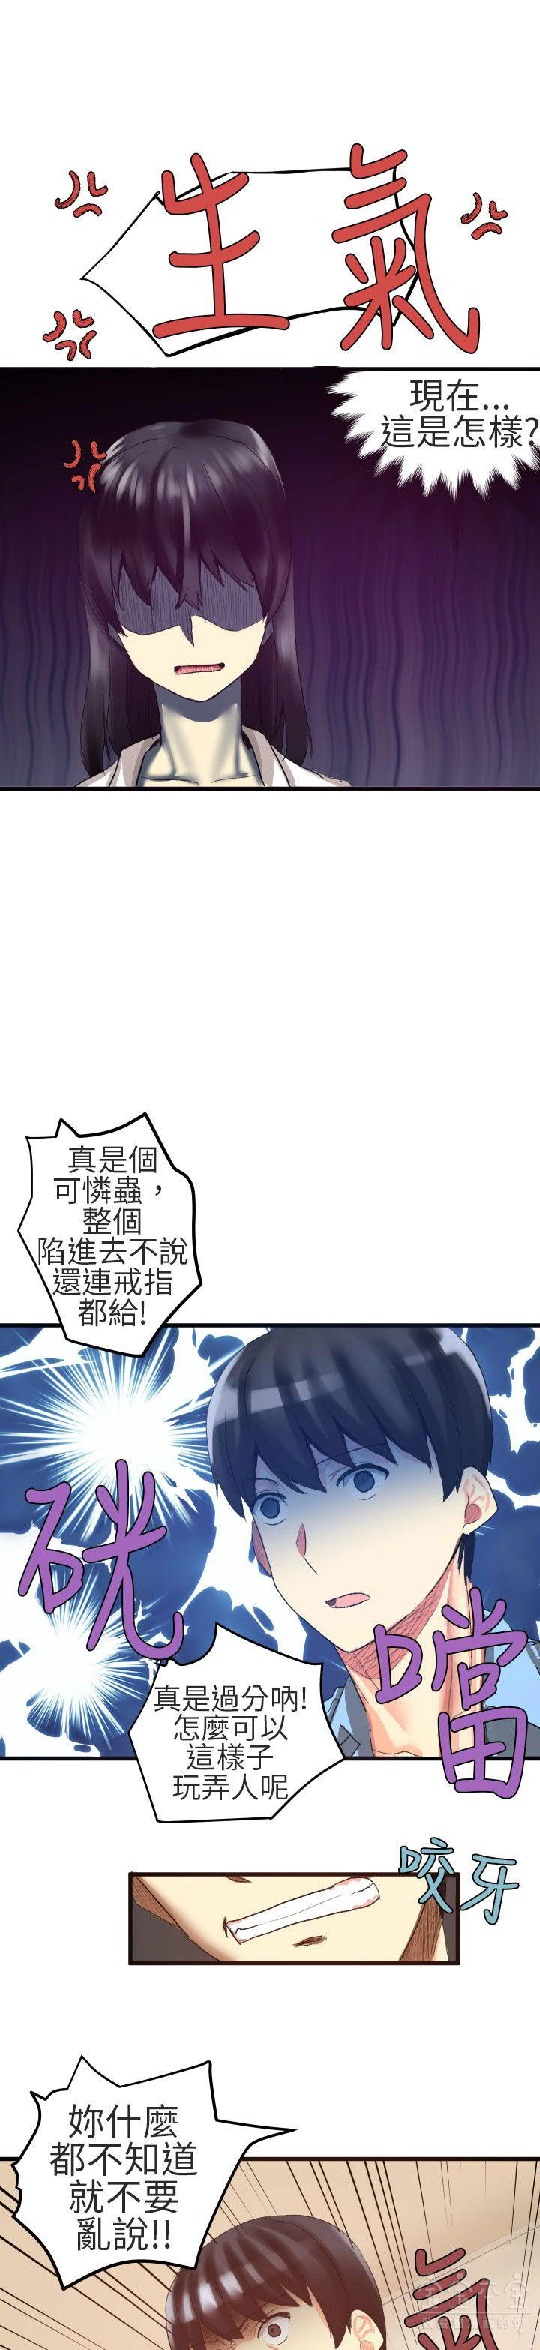 生氣
現在...
這是怎樣?
真是個
可憐蟲，
整個
陷進去不說
還連戒指
都給!
硄
噹
真是過分吶!
怎麼可以
這樣子
玩弄人呢
咬牙
妳什麼
都不知道
就不要
亂說!!
氣